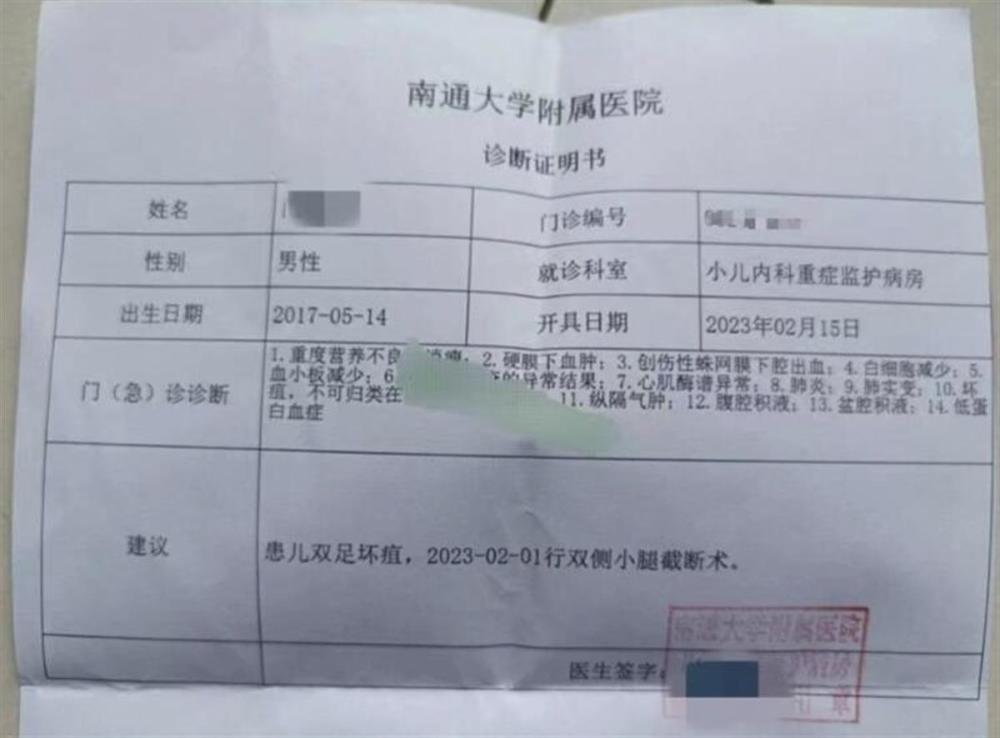 南通大学附属医院
诊断证明书
姓名 门诊编号
性别 男性 就诊科室 小儿内科重症监护病房
出生日期 2017-05-14 开具日期 2023年02月15日
门（急）诊诊断
1.重度营养不良 消瘦；2.硬膜下血肿；3.创伤性蛛网膜下腔出血；4.白细胞减少；5.
血小板减少；6 的异常结果；7.心肌酶谱异常；8.肺炎；9.肺实变；10.坏
疽，不可归类在 11.纵隔气肿；12.腹腔积液；13.盆腔积液；14.低蛋
白血症
建议 患儿双足坏疽，2023-02-01行双侧小腿截断术。
医生签字：
南通大学附属医院